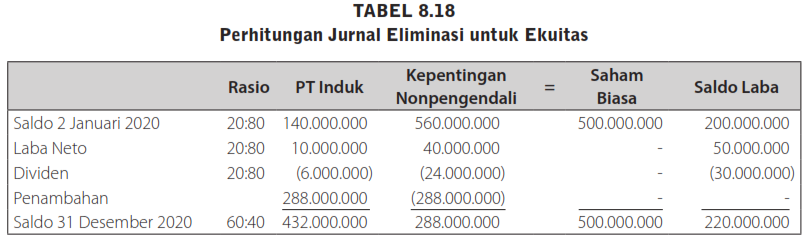 TABEL 8.18
Perhitungan Jurnal Eliminasi untuk Ekuitas
Rasio PT Induk Kepentingan Nonpengendali = Saham Biasa Saldo Laba
Saldo 2 Januari 2020 20:80 140.000.000 560.000.000 500.000.000 200.000.000
Laba Neto 20:80 10.000.000 40.000.000 - 50.000.000
Dividen 20:80 (6.000.000) (24.000.000) - (30.000.000)
Penambahan 288.000.000 (288.000.000) - -
Saldo 31 Desember 2020 60:40 432.000.000 288.000.000 500.000.000 220.000.000